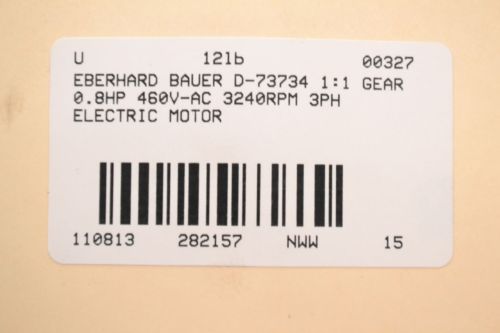 U 12lb 00327
EBERHARD BAUER D-73734 1:1 GEAR
0.8HP 460V-AC 3240RPM 3PH
ELECTRIC MOTOR
110813 282157 NWW 15